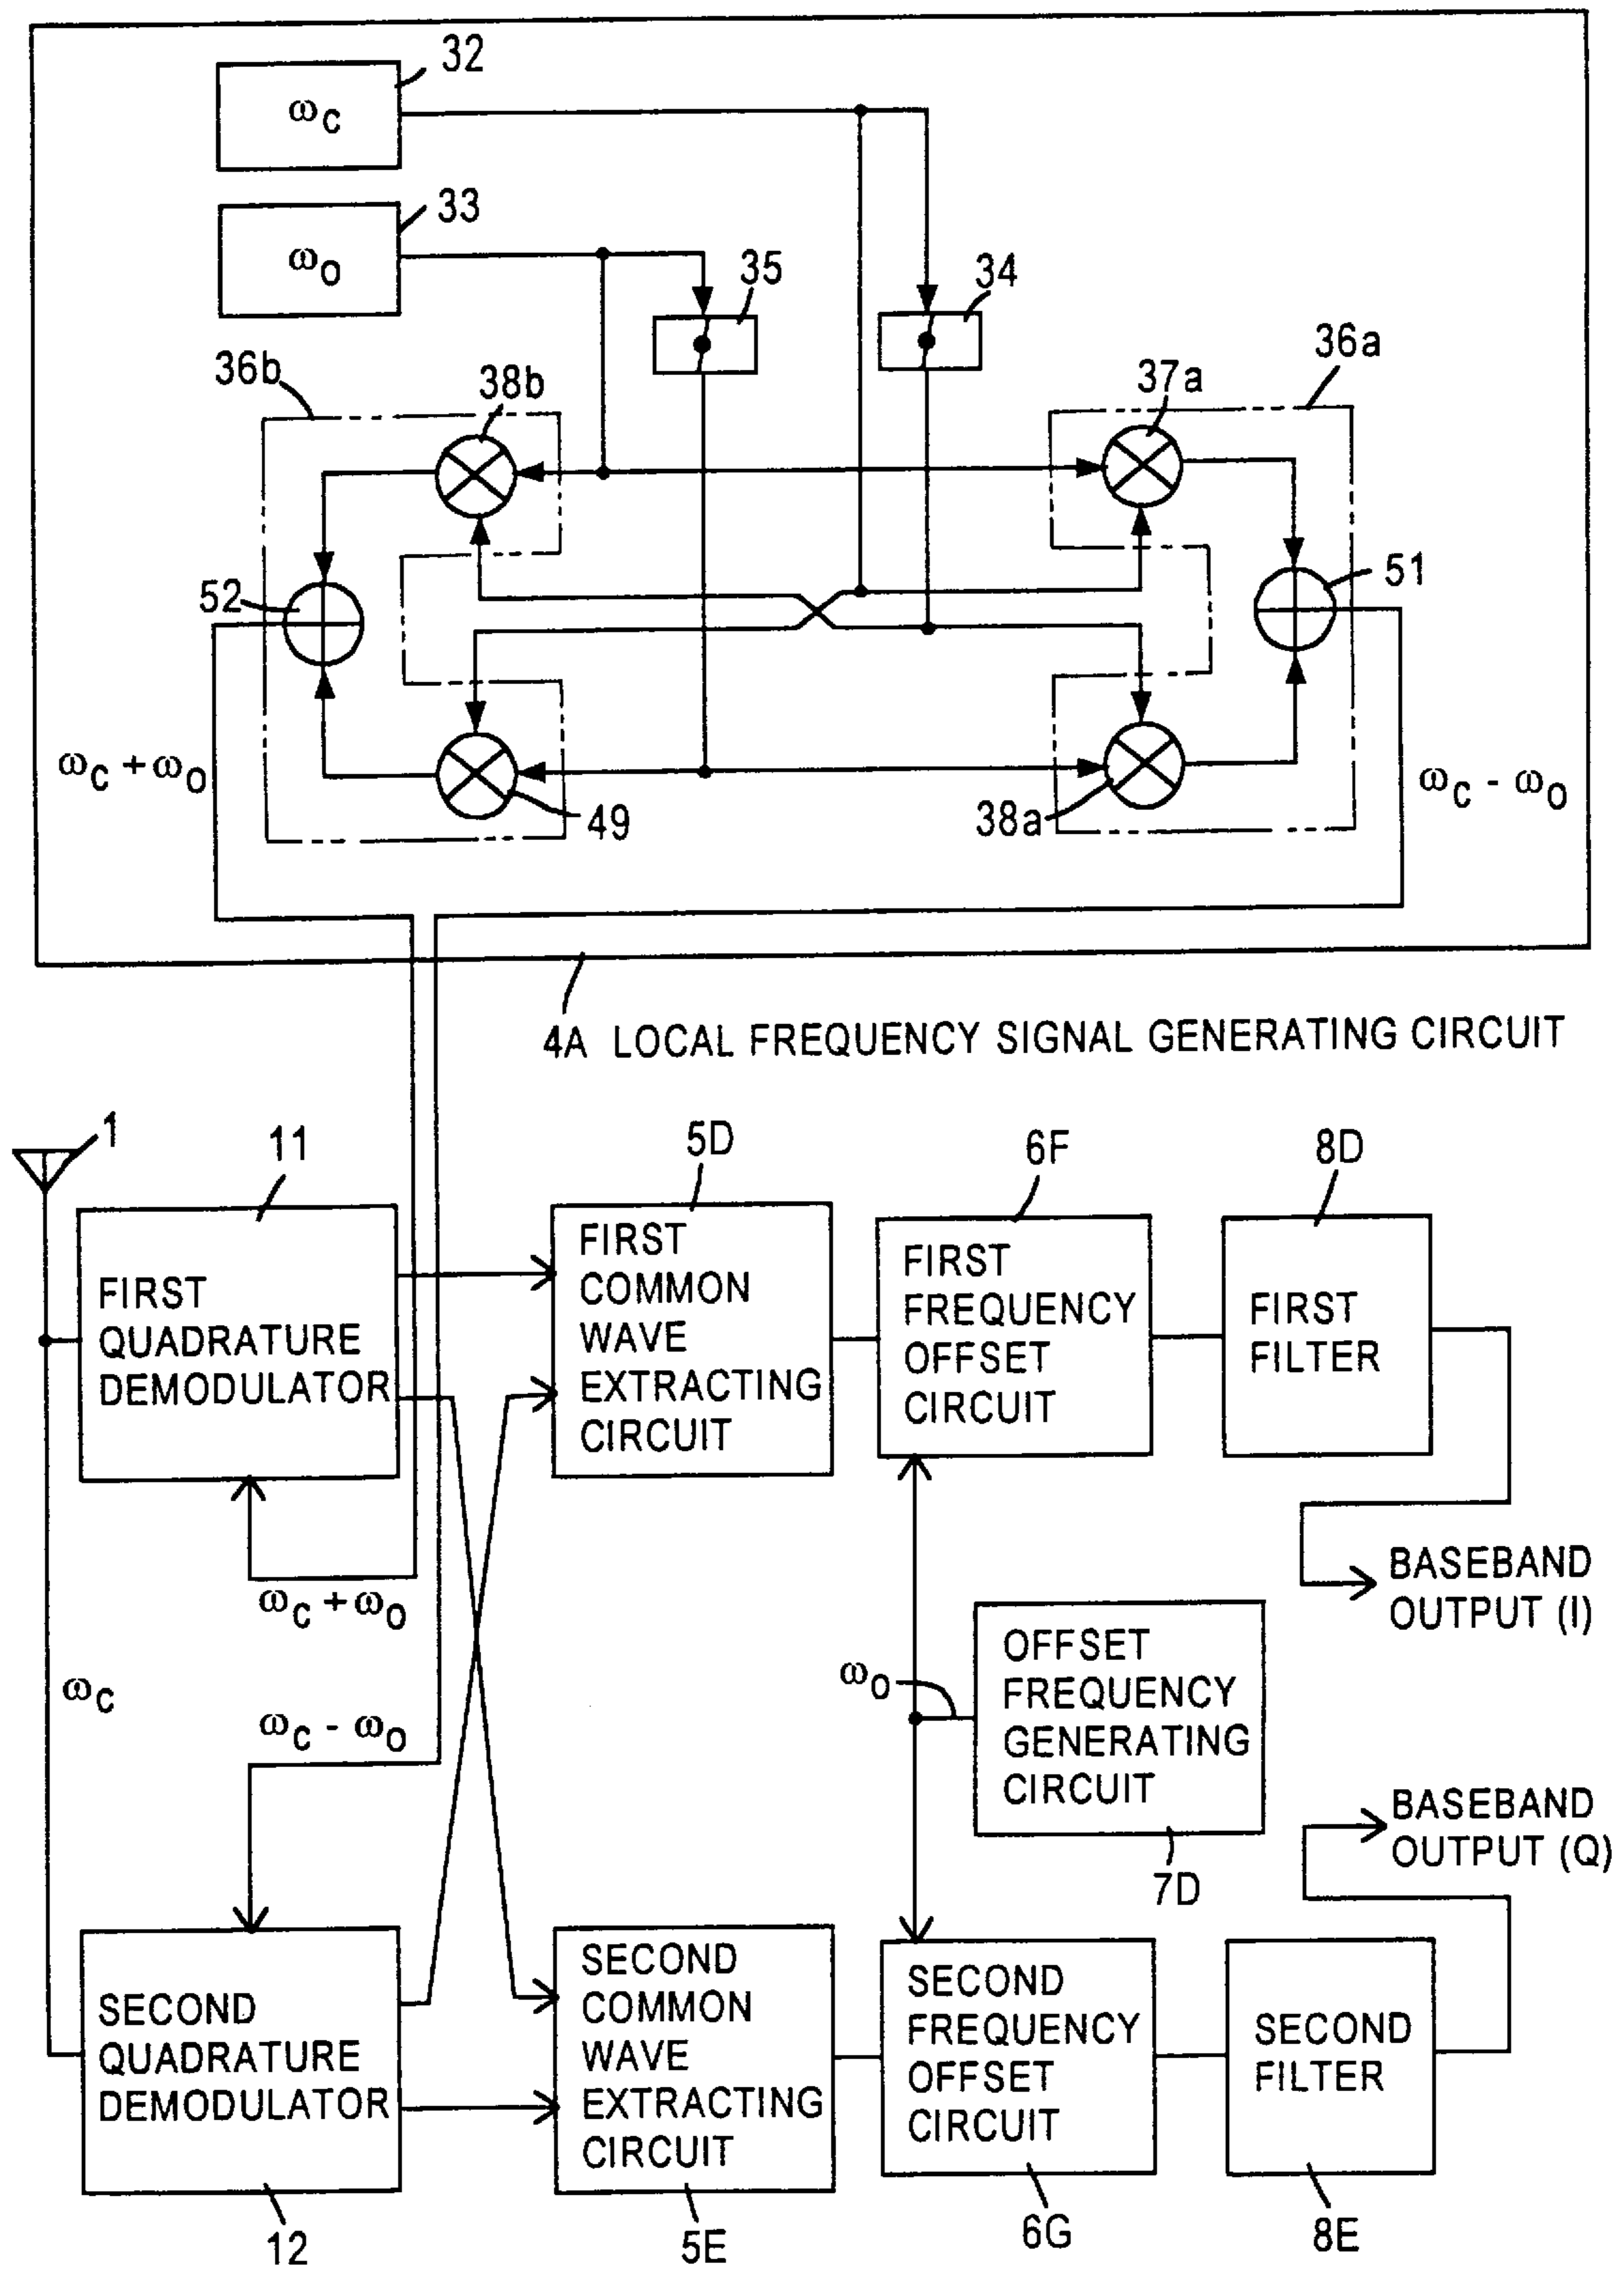 32
ωC
33
ωO
35
34
36b
38b
37a
36a
52
51
ωC + ωO
49
38a
ωC - ωO
4A LOCAL FREQUENCY SIGNAL GENERATING CIRCUIT
1
11
5D
6F
8D
FIRST
QUADRATURE
DEMODULATOR
FIRST
COMMON
WAVE
EXTRACTING
CIRCUIT
FIRST
FREQUENCY
OFFSET
CIRCUIT
FIRST
FILTER
ωC + ωO
BASEBAND
OUTPUT (I)
ωC
ωC - ωO
ωO
OFFSET
FREQUENCY
GENERATING
CIRCUIT
7D
BASEBAND
OUTPUT (Q)
SECOND
QUADRATURE
DEMODULATOR
SECOND
COMMON
WAVE
EXTRACTING
CIRCUIT
SECOND
FREQUENCY
OFFSET
CIRCUIT
SECOND
FILTER
12
5E
6G
8E